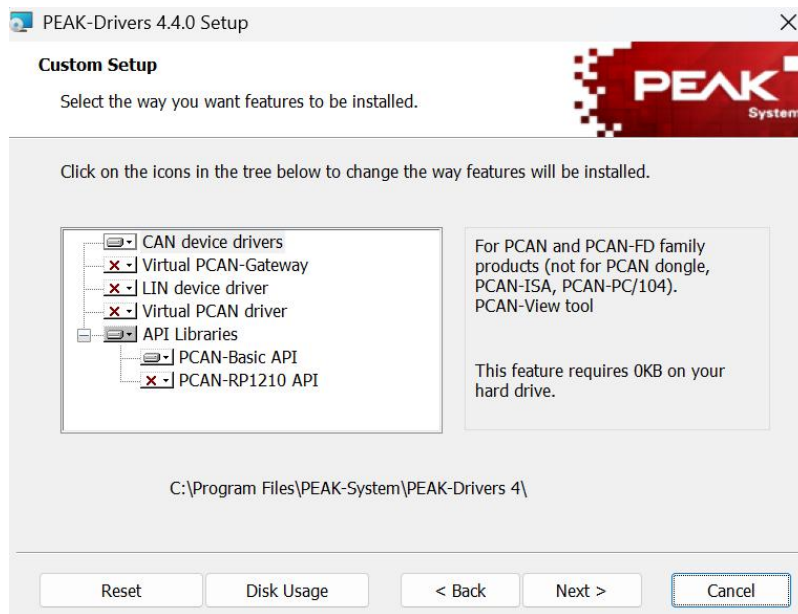 PEAK-Drivers 4.4.0 Setup
Custom Setup
Select the way you want features to be installed.
PEAK
System
Click on the icons in the tree below to change the way features will be installed.
CAN device drivers
Virtual PCAN-Gateway
LIN device driver
Virtual PCAN driver
API Libraries
PCAN-Basic API
PCAN-RP1210 API
For PCAN and PCAN-FD family
products (not for PCAN dongle,
PCAN-ISA, PCAN-PC/104).
PCAN-View tool
This feature requires 0KB on your
hard drive.
C:\Program Files\PEAK-System\PEAK-Drivers 4\
Reset
Disk Usage
< Back
Next >
Cancel